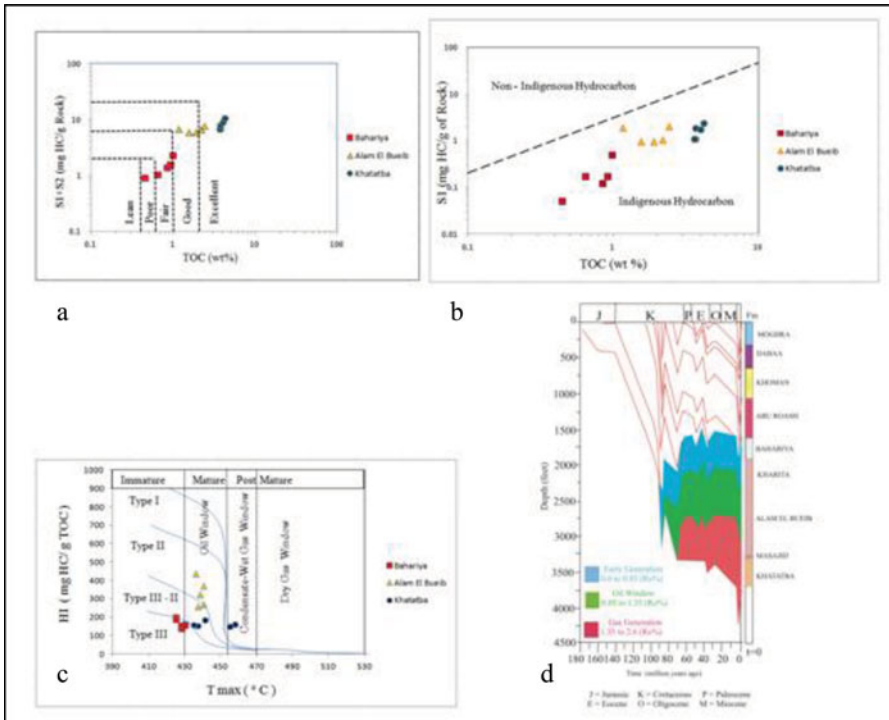 100
10
1
0.1
S1+S2 (mg HC/g Rock)
0.1
1
10
100
TOC (wt%)
Lean
Poor
Fair
Good
Excellent
Bahariya
Alam El Bueib
Khatatba
a
100
10
1
0.1
0.01
S1 (mg HC/g of Rock)
Non - Indigenous Hydrocarbon
Indigenous Hydrocarbon
0.1
1
10
TOC (wt %)
Bahariya
Alam El Bueib
Khatatba
b
1000
900
800
700
600
500
400
300
200
100
0
HI ( mg HC/ g TOC)
Immature
Mature
Post Mature
Type I
Type II
Type III - II
Type III
Oil Window
Condensate-Wet Gas Window
Dry Gas Window
390
410
430
450
470
490
510
530
T max ( ° C)
Bahariya
Alam El Bueib
Khatatba
c
J
K
P
E
O
M
Fm
0
500
1000
1500
2000
2500
3000
3500
4000
4500
Depth (feet)
MOGHRA
DABAA
KHOMAN
ABU ROASH
BAHARIYA
KHARITA
ALAM EL BUEIB
MASAJID
KHATATBA
Early Generation
Oil Window
Gas Generation
180
160
140
120
100
80
60
40
20
0
t=0
Time (million years ago)
d
J = Jurassic K = Cretaceous P = Paleocene
E = Eocene O = Oligocene M = Miocene